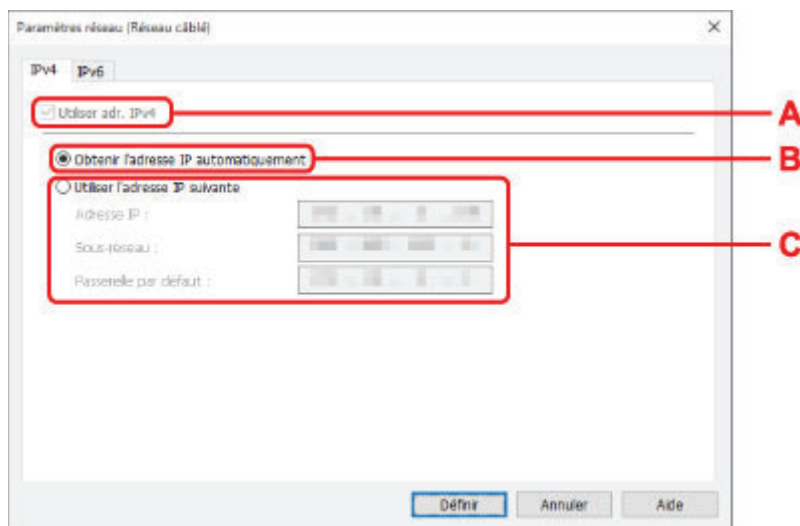 Paramètres réseau (Réseau câblé)
IPv4 IPv6
Utiliser adr. IPv4
A
Obtenir l'adresse IP automatiquement
B
Utiliser l'adresse IP suivante
Adresse IP :
Sous-réseau :
C
Passerelle par défaut :
Définir Annuler Aide